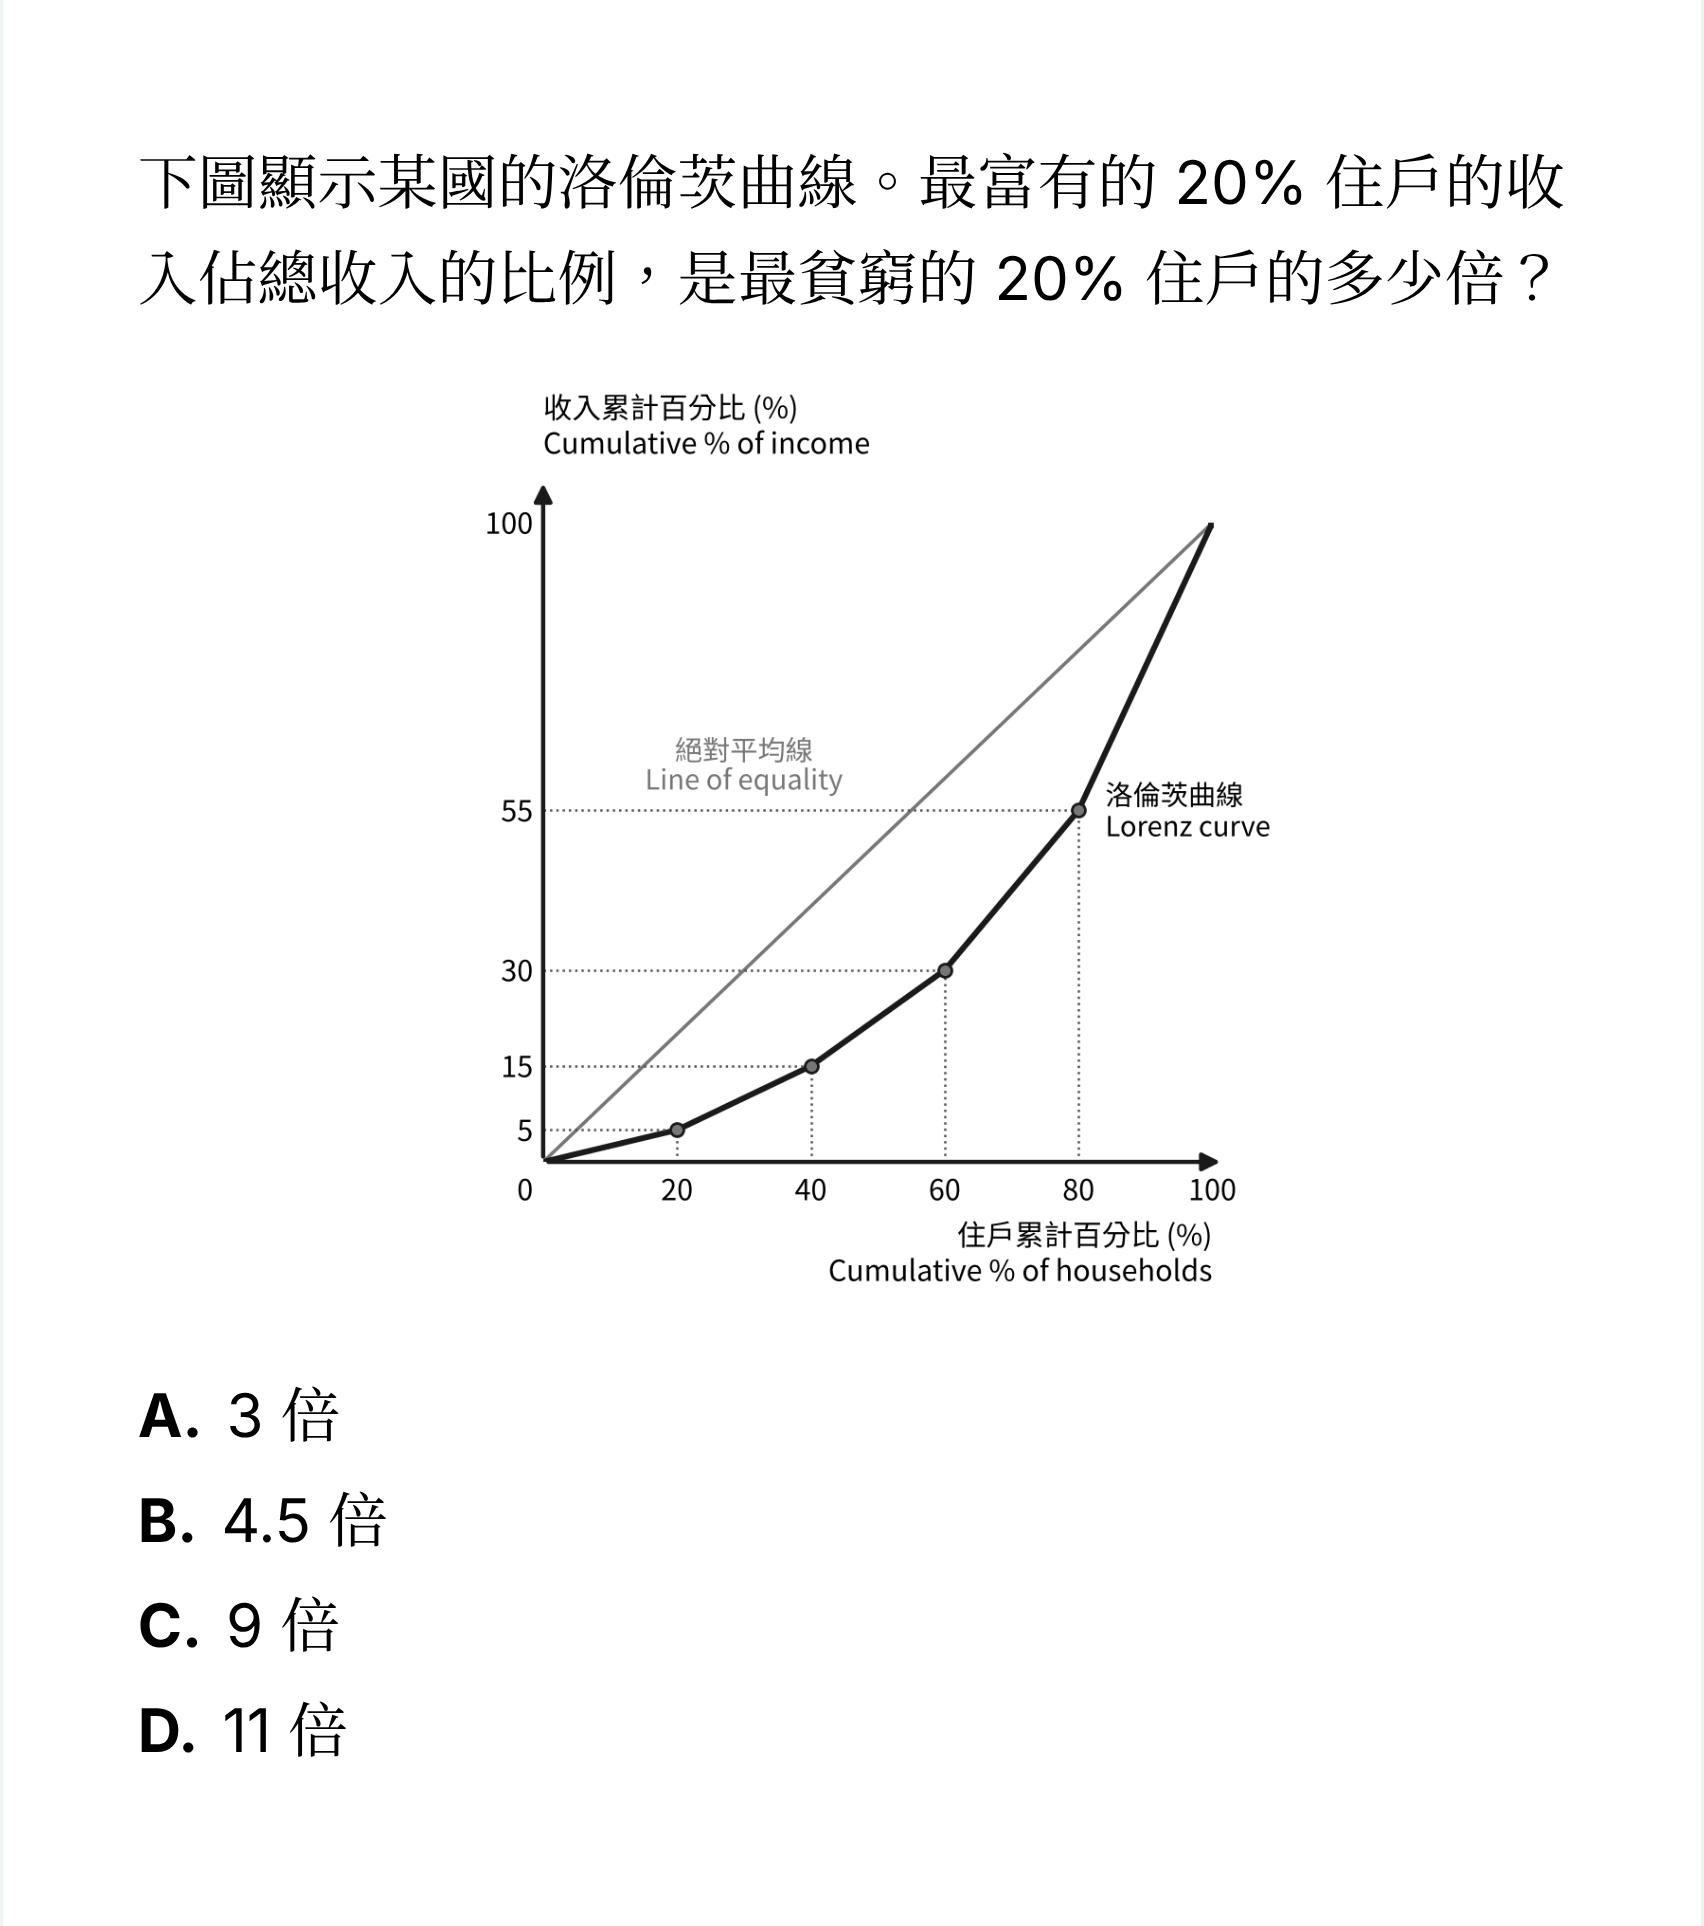 下圖顯示某國的洛倫茨曲線。最富有的 20% 住戶的收
入佔總收入的比例，是最貧窮的 20% 住戶的多少倍？
收入累計百分比 (%)
Cumulative % of income
100
絕對平均線
Line of equality
55
洛倫茨曲線
Lorenz curve
30
15
5
0 20 40 60 80 100
住戶累計百分比 (%)
Cumulative % of households
A. 3 倍
B. 4.5 倍
C. 9 倍
D. 11 倍